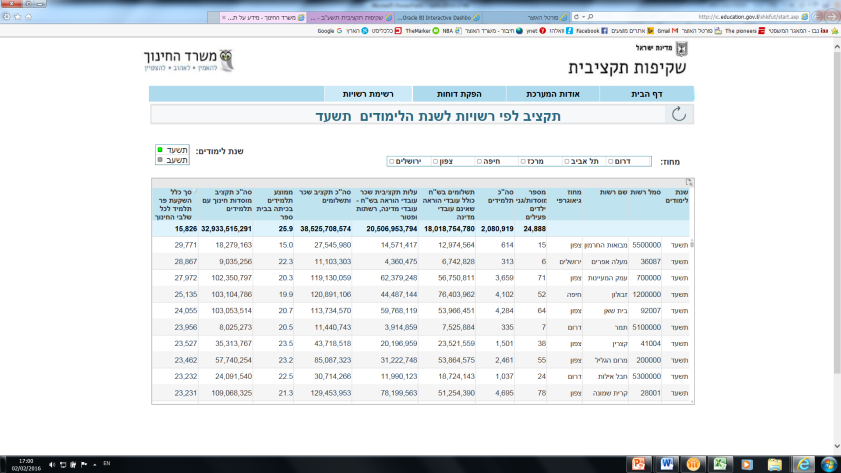 http://ic.education.gov.il/shkifut/start.asp
פורטל האוצר
Oracle BI Interactive Dashbo...
שקיפות תקציבית תשע"ב - ...
משרד החינוך - מידע על ת...
The pioneers
פורטל האוצר
Gmail
אתרים מוצעים
Facebook
ואלהו
ynet
חיבור - משרד האוצר
NBA
TheMarker
כלכליסט
הארץ
Google
מדינת ישראל
שקיפות תקציבית
משרד החינוך
להאמין • לאהוב • להצטיין
דף הבית אודות המערכת הפקת דוחות רשימת רשויות
תקציב לפי רשויות לשנת הלימודים תשעד
מחוז: דרום תל אביב מרכז חיפה צפון ירושלים
שנת לימודים: תשעד
תשעב
שנת לימודים
סמל רשות
שם רשות
מחוז גיאוגרפי
מספר מוסדות/גני ילדים פעילים
סה"כ תלמידים
תשלומים בש"ח כולל עובדי הוראה שאינם עובדי מדינה
עלות תקציבית שכר עובדי הוראה בש"ח - עובדי מדינה, רשתות ופטור
סה"כ תקציב שכר ותשלומים
ממוצע תלמידים בכיתה בבית ספר
סה"כ תקציב מוסדות חינוך עם תלמידים
סך כלל השקעת פר תלמיד לכל שלבי החינוך
24,888 2,080,919 18,018,754,780 20,506,953,794 38,525,708,574 25.9 32,933,515,291 15,826
תשעד 5500000 מבואות החרמון צפון 15 614 12,974,564 14,571,417 27,545,980 15.0 18,279,163 29,771
תשעד 36087 מעלה אפרים ירושלים 6 313 6,742,828 4,360,475 11,103,303 22.3 9,035,256 28,867
תשעד 700000 עמק המעיינות צפון 71 3,659 56,750,811 62,379,248 119,130,059 20.3 102,350,797 27,972
תשעד 1200000 זבולון חיפה 52 4,102 76,403,962 44,487,144 120,891,106 19.9 103,104,786 25,135
תשעד 92007 בית שאן צפון 64 4,284 53,966,451 59,768,119 113,734,570 20.7 103,053,514 24,055
תשעד 5100000 תמר דרום 7 335 7,525,884 3,914,859 11,440,743 20.5 8,025,273 23,956
תשעד 41004 קצרין צפון 38 1,501 23,521,559 20,196,959 43,718,518 23.5 35,313,767 23,527
תשעד 200000 מרום הגליל צפון 55 2,461 53,864,575 31,222,748 85,087,323 23.2 57,740,254 23,462
תשעד 5300000 חבל אילות דרום 24 1,037 18,724,143 11,990,123 30,714,266 22.5 24,091,540 23,232
תשעד 28001 קרית שמונה צפון 78 4,695 51,254,390 78,199,563 129,453,953 21.3 109,068,325 23,231
EN
17:00
02/02/2016